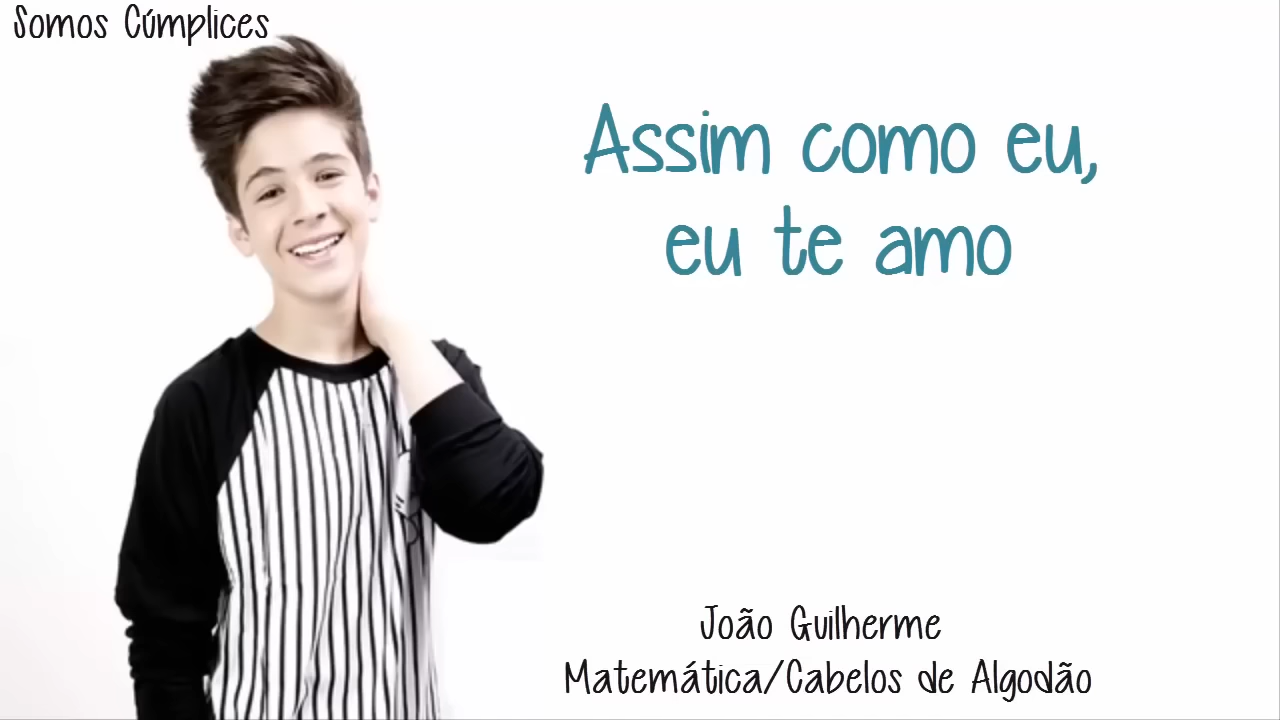 Somos Cúmplices
Assim como eu,
eu te amo
João Guilherme
Matemática/Cabelos de Algodão